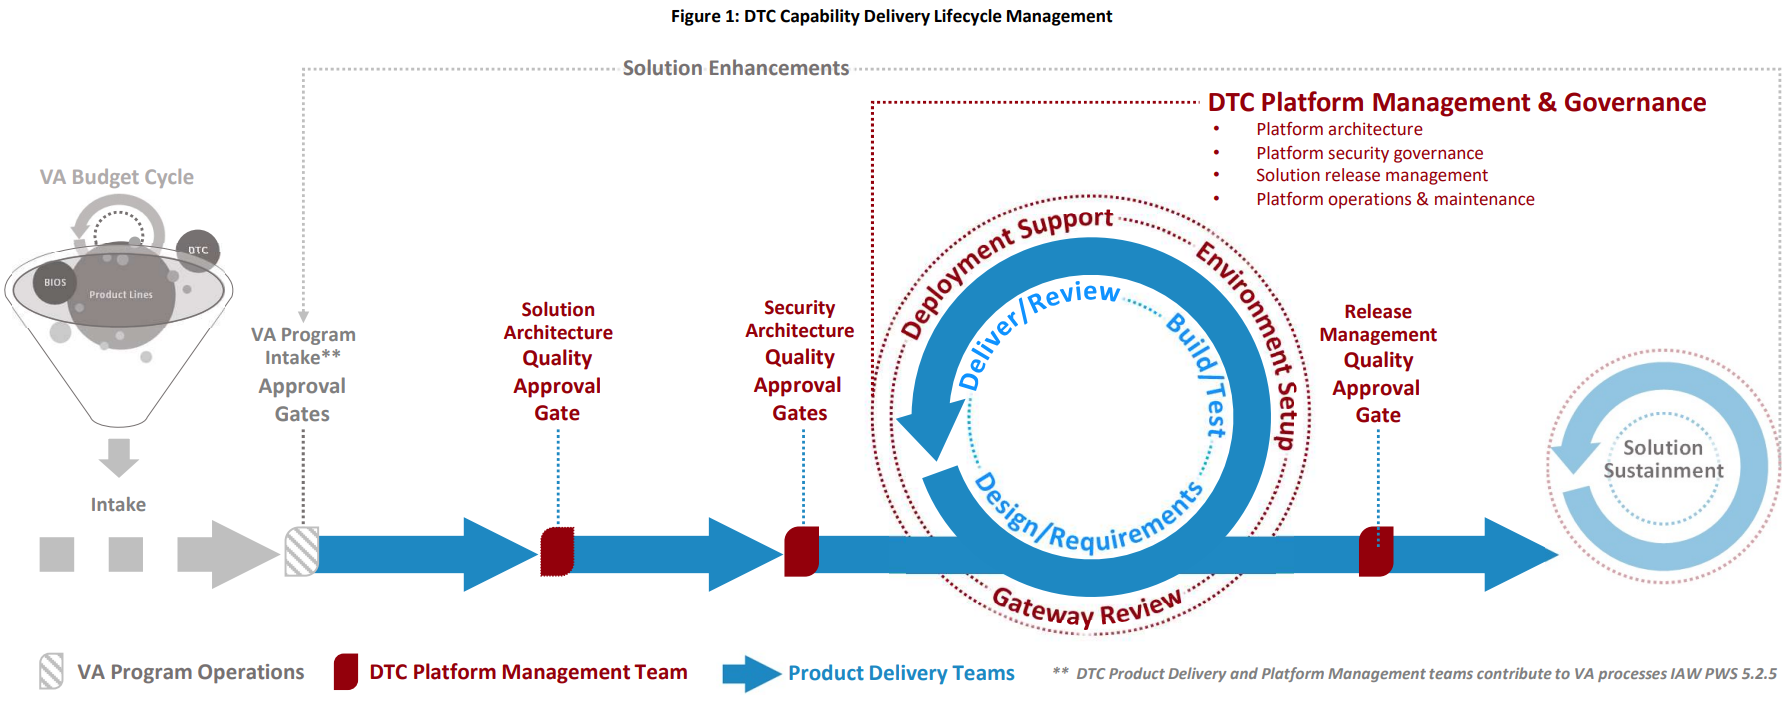 Figure 1: DTC Capability Delivery Lifecycle Management
Solution Enhancements
DTC Platform Management & Governance
• Platform architecture
• Platform security governance
• Solution release management
• Platform operations & maintenance
VA Budget Cycle
DTC
BIOS
Product Lines
Intake
VA Program
Intake**
Approval
Gates
Solution
Architecture
Quality
Approval
Gate
Security
Architecture
Quality
Approval
Gates
Deployment Support
Environment Setup
Gateway Review
Deliver/Review
Build/Test
Design/Requirements
Release
Management
Quality
Approval
Gate
Solution
Sustainment
VA Program Operations
DTC Platform Management Team
Product Delivery Teams
** DTC Product Delivery and Platform Management teams contribute to VA processes IAW PWS 5.2.5